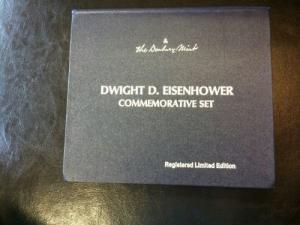 the Danbury Mint
DWIGHT D. EISENHOWER
COMMEMORATIVE SET
Registered Limited Edition